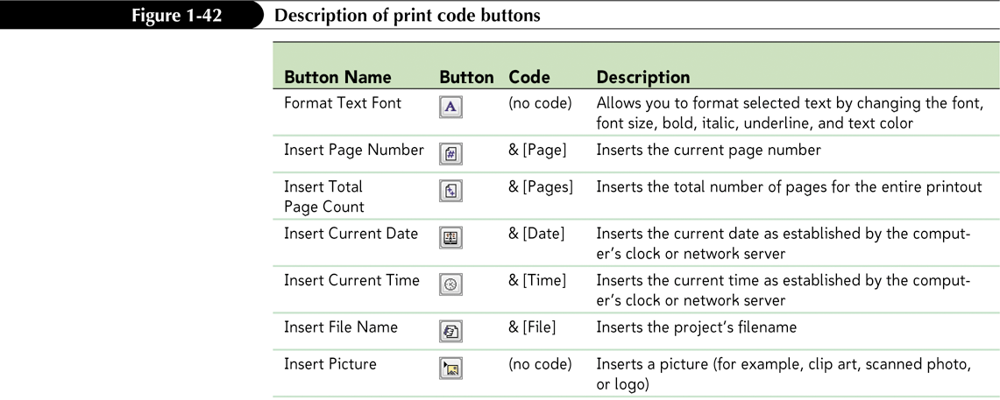 Figure 1-42 Description of print code buttons
Button Name Button Code Description
Format Text Font A (no code) Allows you to format selected text by changing the font,
font size, bold, italic, underline, and text color
Insert Page Number # & [Page] Inserts the current page number
Insert Total & [Pages] Inserts the total number of pages for the entire printout
Page Count
Insert Current Date & [Date] Inserts the current date as established by the comput-
er's clock or network server
Insert Current Time & [Time] Inserts the current time as established by the comput-
er's clock or network server
Insert File Name & [File] Inserts the project's filename
Insert Picture (no code) Inserts a picture (for example, clip art, scanned photo,
or logo)